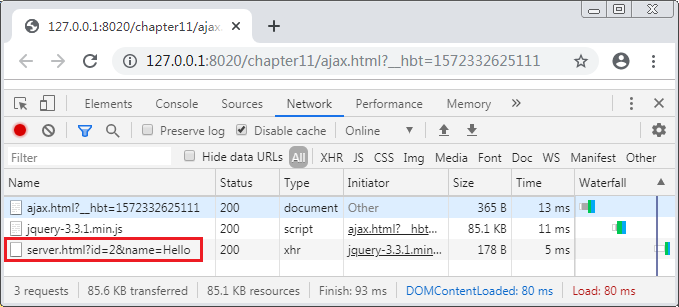 127.0.0.1:8020/chapter11/ajax
127.0.0.1:8020/chapter11/ajax.html?__hbt=1572332625111
Elements Console Sources Network Performance Memory »
Preserve log Disable cache Online
Filter Hide data URLs All XHR JS CSS Img Media Font Doc WS Manifest Other
Name Status Type Initiator Size Time Waterfall
ajax.html?__hbt=1572332625111 200 document Other 365 B 13 ms
jquery-3.3.1.min.js 200 script ajax.html?__hbt... 85.1 KB 11 ms
server.html?id=2&name=Hello 200 xhr jquery-3.3.1.min... 178 B 5 ms
3 requests 85.6 KB transferred 85.1 KB resources Finish: 93 ms DOMContentLoaded: 80 ms Load: 80 ms